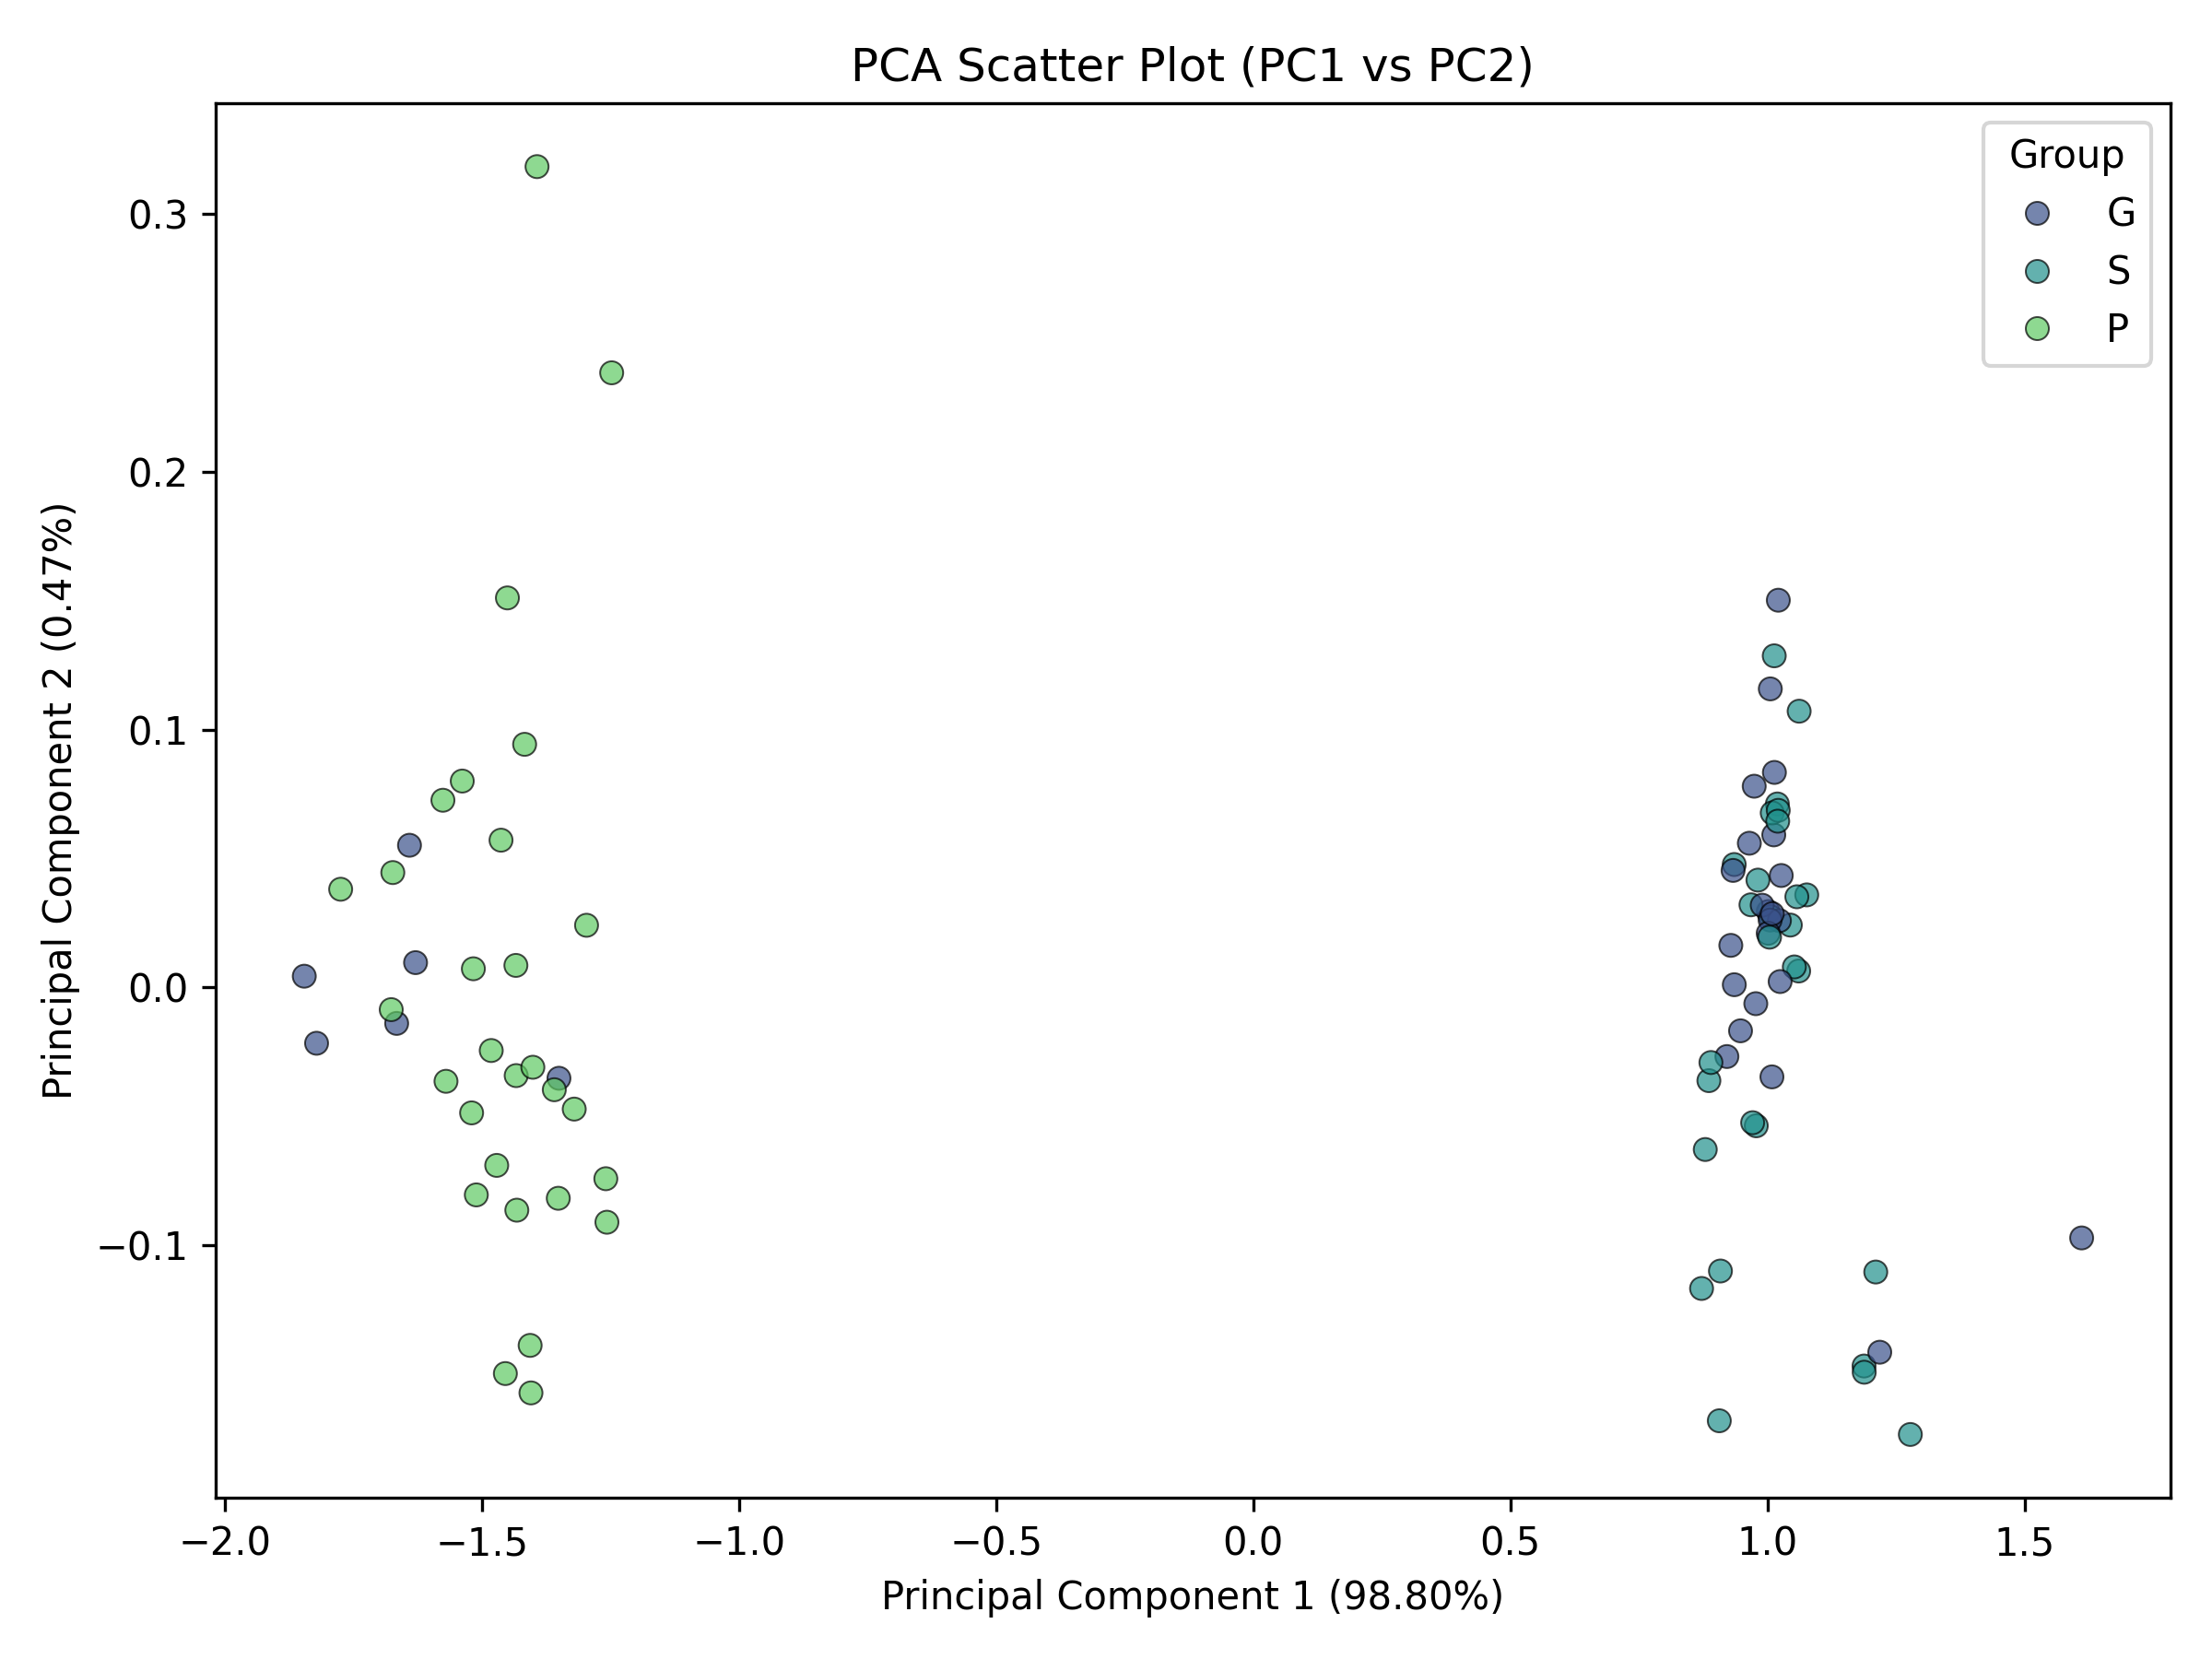 PCA Scatter Plot (PC1 vs PC2)
Group
G
S
P
0.3
0.2
0.1
0.0
−0.1
Principal Component 2 (0.47%)
−2.0
−1.5
−1.0
−0.5
0.0
0.5
1.0
1.5
Principal Component 1 (98.80%)